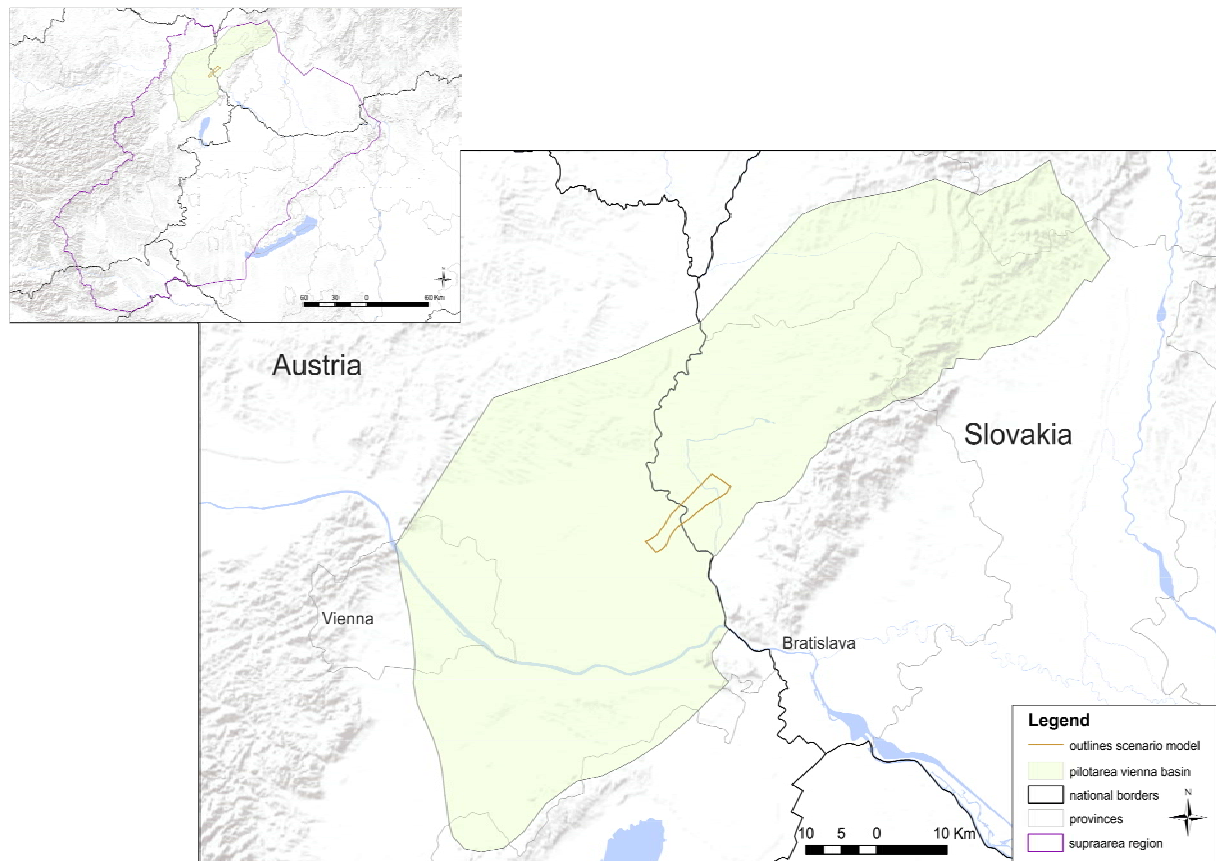 N
60 30 0 60 Km
Austria
Slovakia
Vienna
Bratislava
Legend
outlines scenario model
pilotarea vienna basin
national borders
provinces
supraarea region
N
10 5 0 10 Km